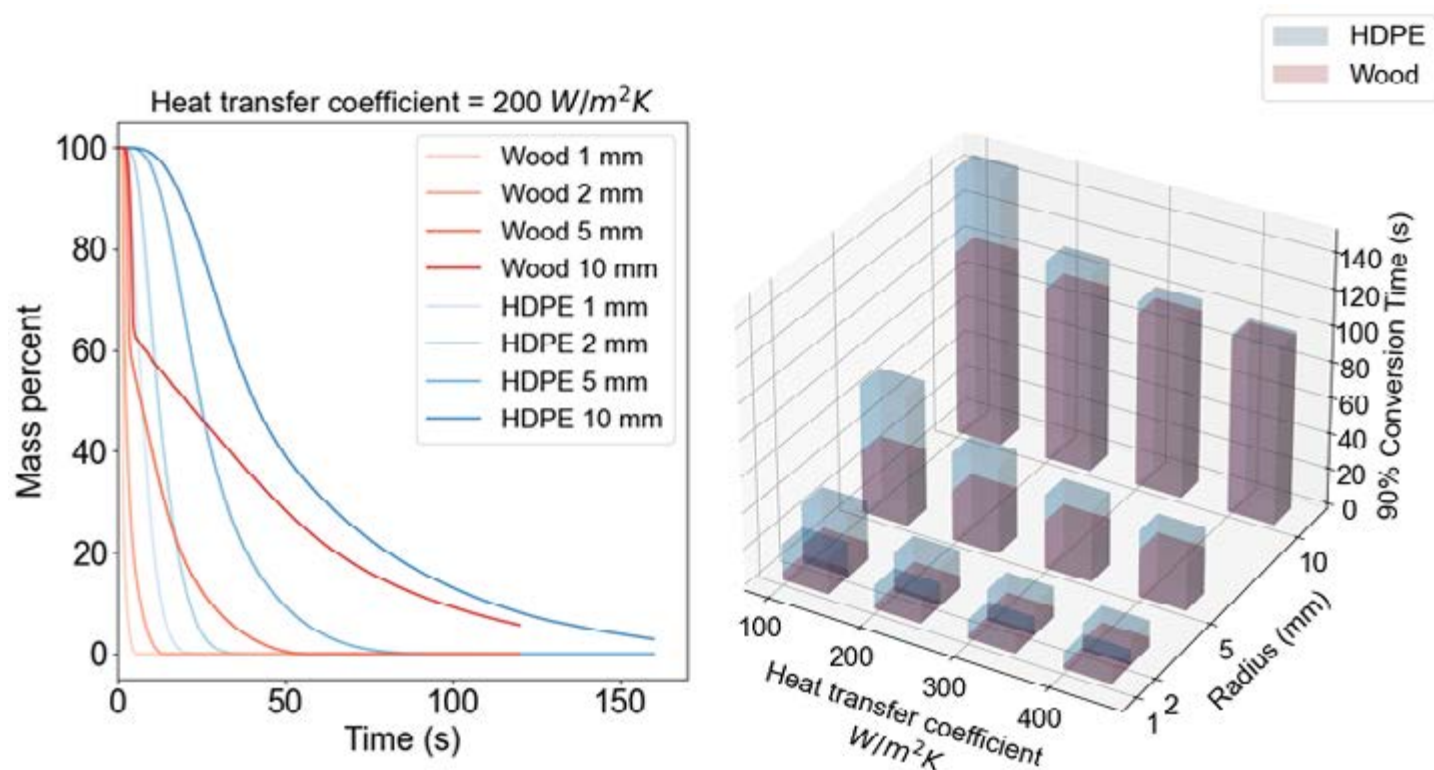 Heat transfer coefficient = 200 W/m²K
100
80
60
40
20
0
Mass percent
0
50
100
150
Time (s)
Wood 1 mm
Wood 2 mm
Wood 5 mm
Wood 10 mm
HDPE 1 mm
HDPE 2 mm
HDPE 5 mm
HDPE 10 mm
HDPE
Wood
140
120
100
80
60
40
20
0
90% Conversion Time (s)
10
5
2
1
Radius (mm)
100
200
300
400
Heat transfer coefficient
W/m²K